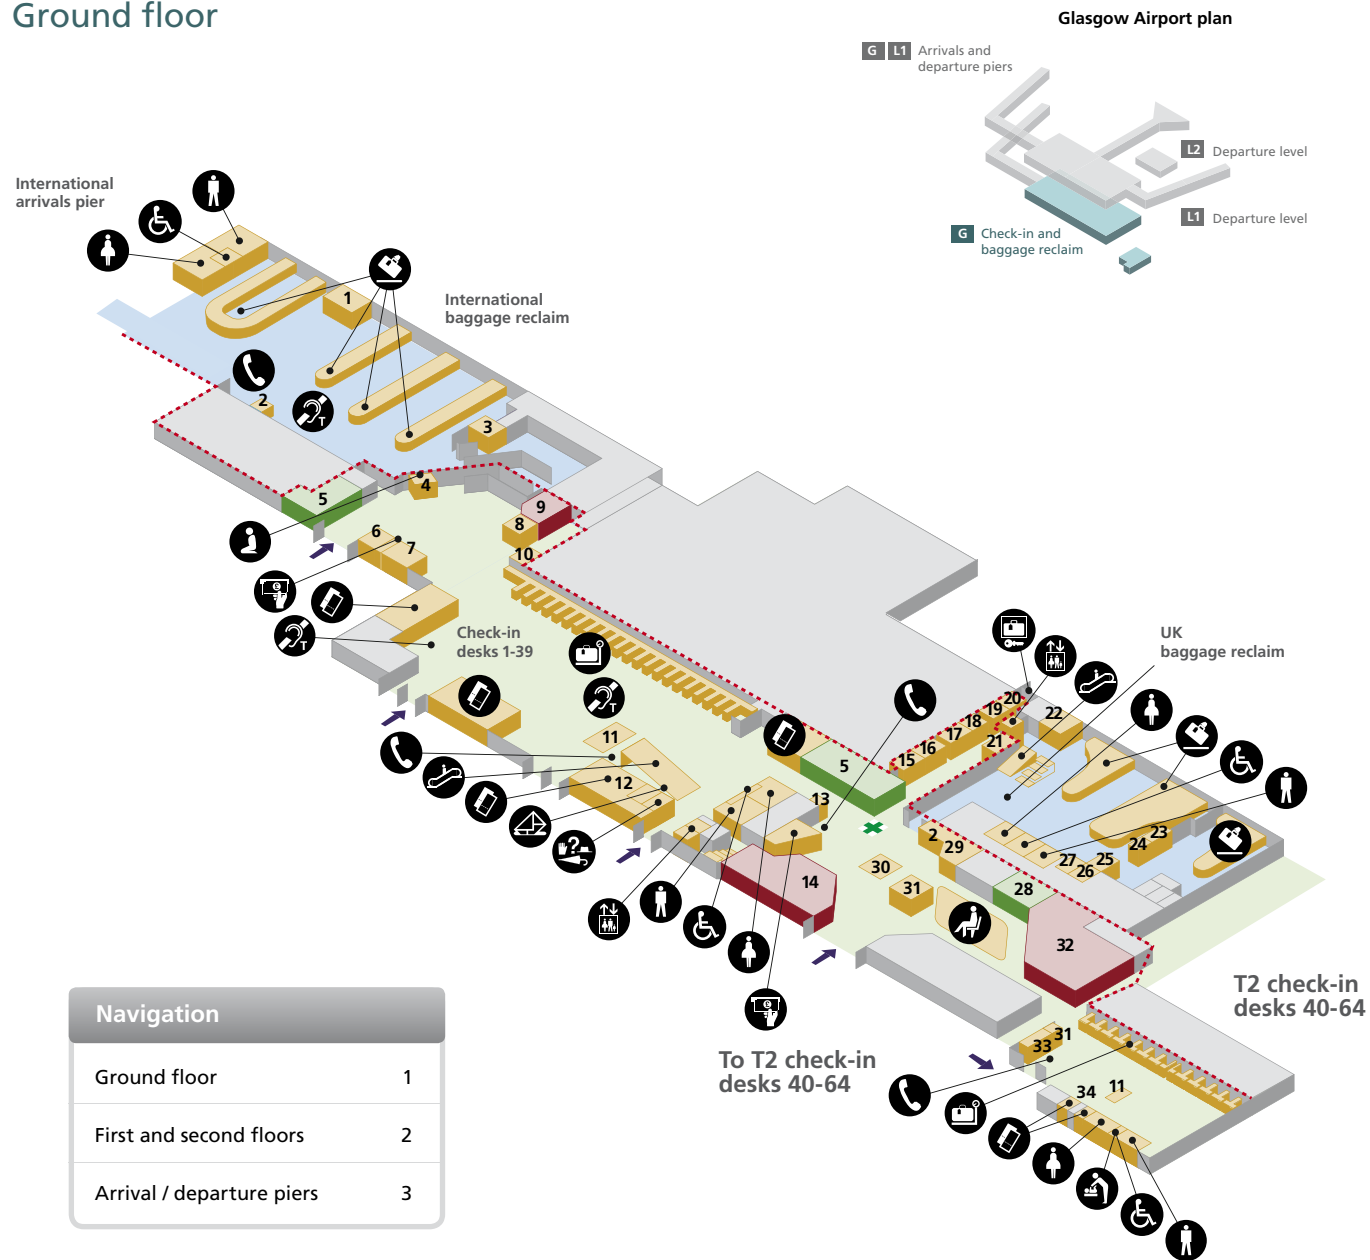 Ground floor
Glasgow Airport plan
G L1 Arrivals and
departure piers
L2 Departure level
L1 Departure level
G Check-in and
baggage reclaim
International
arrivals pier
International
baggage reclaim
1
2
3
4
5
6
7
8
9
10
Check-in
desks 1-39
UK
baggage reclaim
11
12
5
13
14
15
16
17
18
19
20
21
22
23
24
25
26
27
2
29
28
30
31
32
T2 check-in
desks 40-64
To T2 check-in
desks 40-64
33
31
34
11
T
T
T
£
£
?
Navigation
Ground floor 1
First and second floors 2
Arrival / departure piers 3